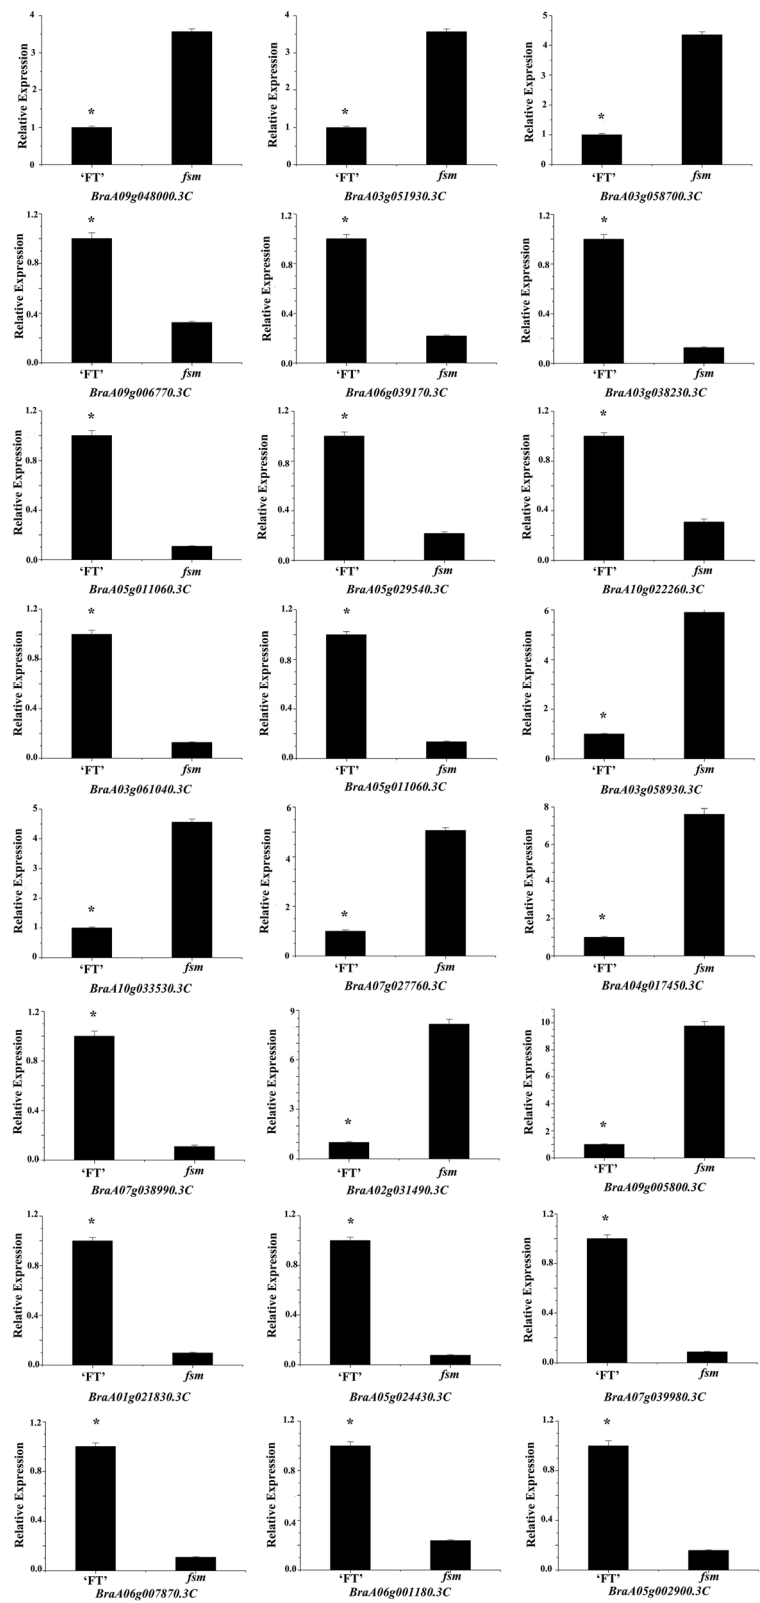 Relative Expression
4
3
2
1
0
*
‘FT’
fsm
BraA09g048000.3C
Relative Expression
4
3
2
1
0
*
‘FT’
fsm
BraA03g051930.3C
Relative Expression
5
4
3
2
1
0
*
‘FT’
fsm
BraA03g058700.3C
Relative Expression
1.2
0.8
0.4
0.0
*
‘FT’
fsm
BraA09g006770.3C
Relative Expression
1.2
0.8
0.4
0.0
*
‘FT’
fsm
BraA06g039170.3C
Relative Expression
1.2
0.8
0.4
0.0
*
‘FT’
fsm
BraA03g038230.3C
Relative Expression
1.2
0.8
0.4
0.0
*
‘FT’
fsm
BraA05g011060.3C
Relative Expression
1.2
0.8
0.4
0.0
*
‘FT’
fsm
BraA05g029540.3C
Relative Expression
1.2
0.8
0.4
0.0
*
‘FT’
fsm
BraA10g022260.3C
Relative Expression
1.2
0.8
0.4
0.0
*
‘FT’
fsm
BraA03g061040.3C
Relative Expression
1.2
0.8
0.4
0.0
*
‘FT’
fsm
BraA05g011060.3C
Relative Expression
6
4
2
0
*
‘FT’
fsm
BraA03g058930.3C
Relative Expression
5
4
3
2
1
0
*
‘FT’
fsm
BraA10g033530.3C
Relative Expression
6
4
2
0
*
‘FT’
fsm
BraA07g027760.3C
Relative Expression
8
6
4
2
0
*
‘FT’
fsm
BraA04g017450.3C
Relative Expression
1.2
0.8
0.4
0.0
*
‘FT’
fsm
BraA07g038990.3C
Relative Expression
9
6
3
0
*
‘FT’
fsm
BraA02g031490.3C
Relative Expression
10
8
6
4
2
0
*
‘FT’
fsm
BraA09g005800.3C
Relative Expression
1.2
0.8
0.4
0.0
*
‘FT’
fsm
BraA01g021830.3C
Relative Expression
1.2
0.8
0.4
0.0
*
‘FT’
fsm
BraA05g024430.3C
Relative Expression
1.2
0.8
0.4
0.0
*
‘FT’
fsm
BraA07g039980.3C
Relative Expression
1.2
0.8
0.4
0.0
*
‘FT’
fsm
BraA06g007870.3C
Relative Expression
1.2
0.8
0.4
0.0
*
‘FT’
fsm
BraA06g001180.3C
Relative Expression
1.2
0.8
0.4
0.0
*
‘FT’
fsm
BraA05g002900.3C